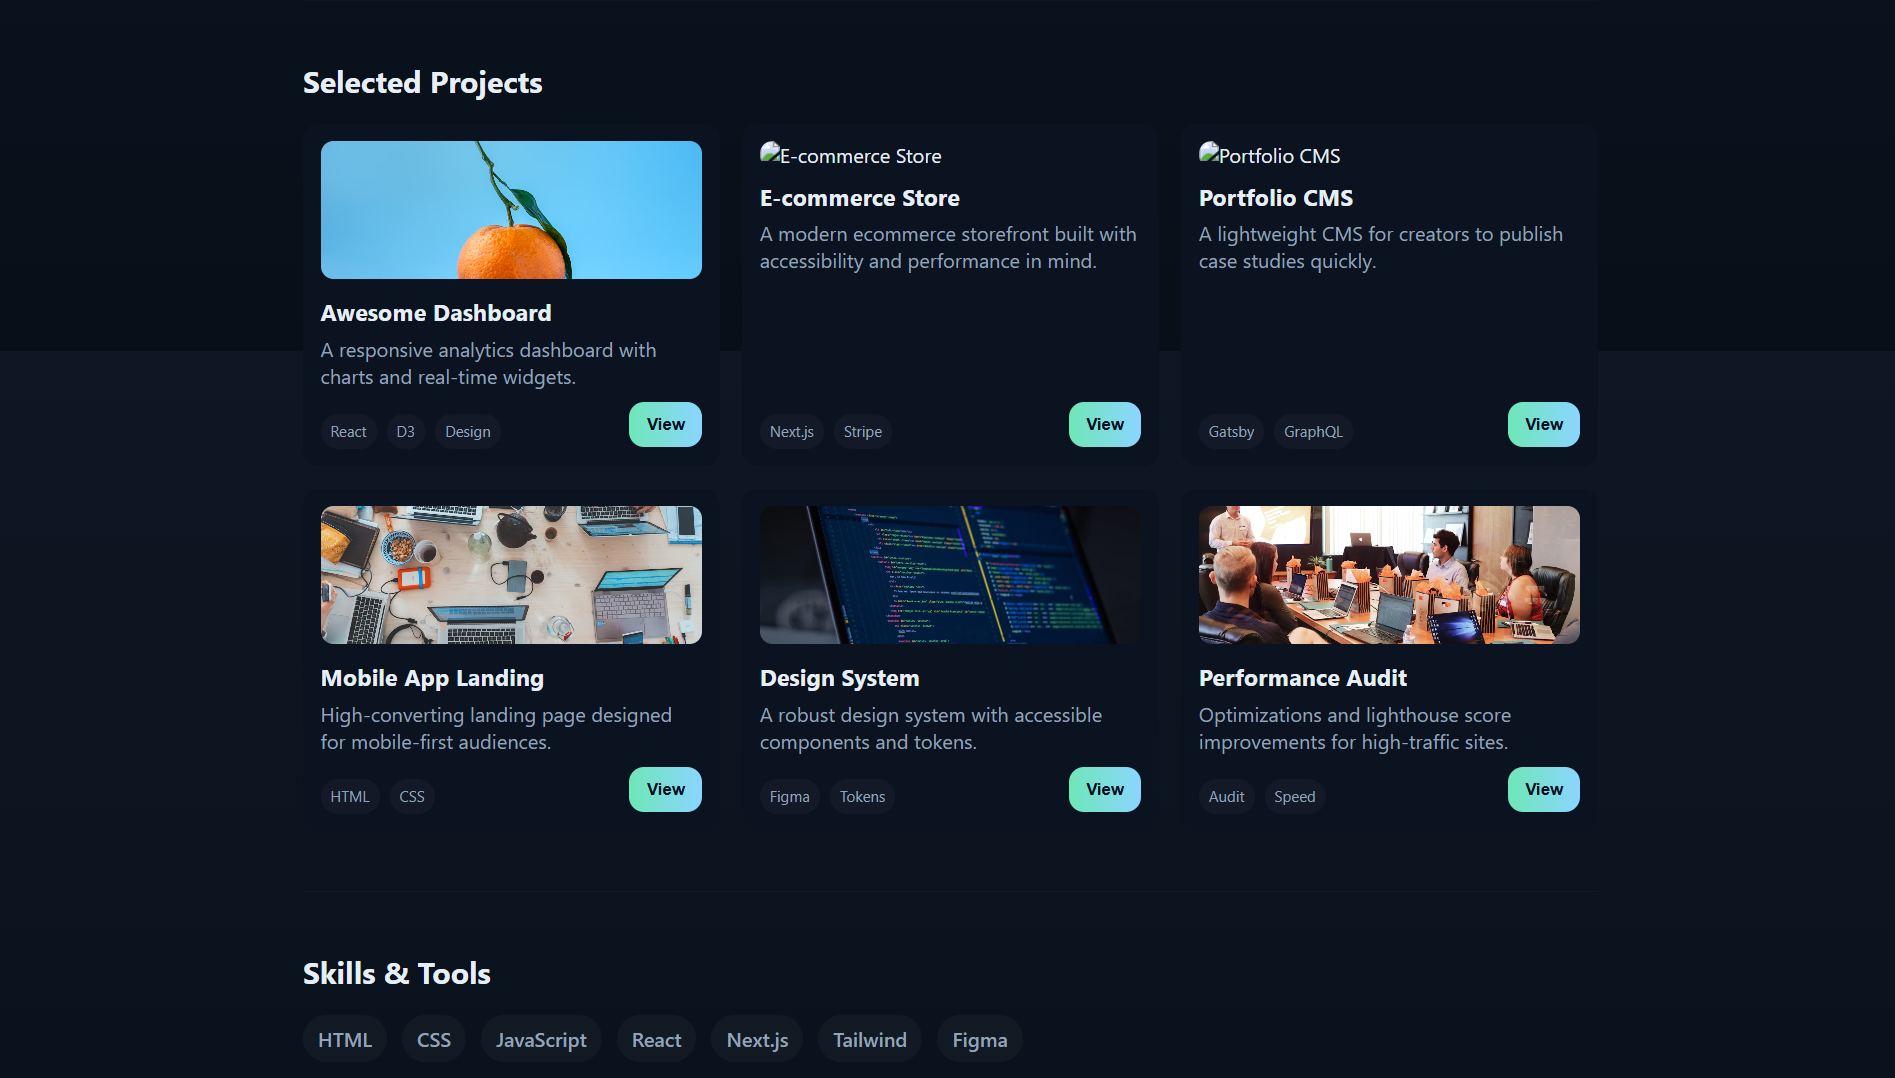 Selected Projects
E-commerce Store
Portfolio CMS
Awesome Dashboard
A responsive analytics dashboard with
charts and real-time widgets.
React
D3
Design
View
E-commerce Store
A modern ecommerce storefront built with
accessibility and performance in mind.
Next.js
Stripe
View
Portfolio CMS
A lightweight CMS for creators to publish
case studies quickly.
Gatsby
GraphQL
View
Mobile App Landing
High-converting landing page designed
for mobile-first audiences.
HTML
CSS
View
Design System
A robust design system with accessible
components and tokens.
Figma
Tokens
View
Performance Audit
Optimizations and lighthouse score
improvements for high-traffic sites.
Audit
Speed
View
Skills & Tools
HTML
CSS
JavaScript
React
Next.js
Tailwind
Figma